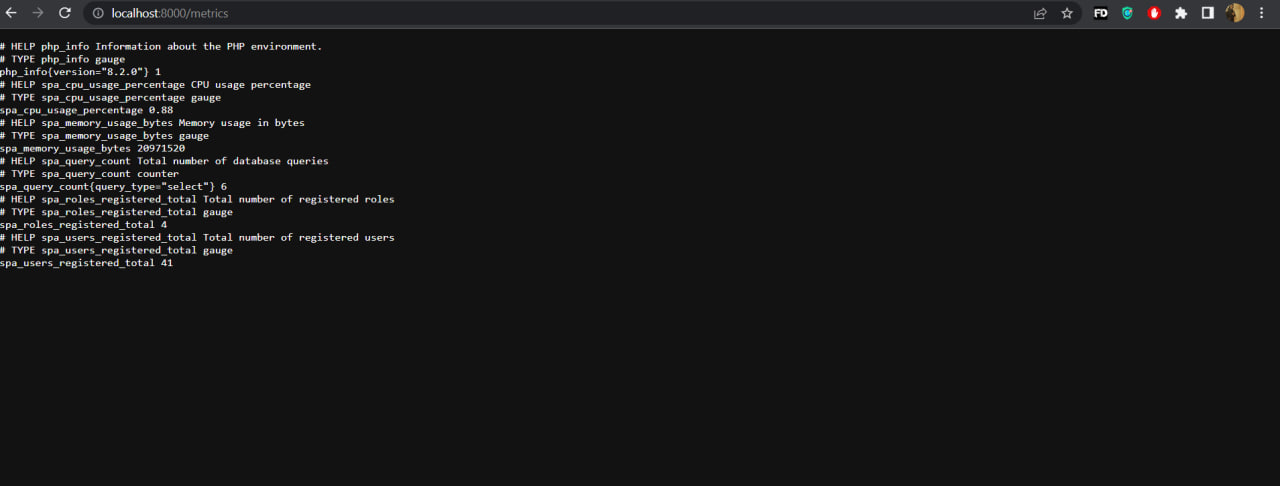 localhost:8000/metrics
FD
# HELP php_info Information about the PHP environment.
# TYPE php_info gauge
php_info{version="8.2.0"} 1
# HELP spa_cpu_usage_percentage CPU usage percentage
# TYPE spa_cpu_usage_percentage gauge
spa_cpu_usage_percentage 0.88
# HELP spa_memory_usage_bytes Memory usage in bytes
# TYPE spa_memory_usage_bytes gauge
spa_memory_usage_bytes 20971520
# HELP spa_query_count Total number of database queries
# TYPE spa_query_count counter
spa_query_count{query_type="select"} 6
# HELP spa_roles_registered_total Total number of registered roles
# TYPE spa_roles_registered_total gauge
spa_roles_registered_total 4
# HELP spa_users_registered_total Total number of registered users
# TYPE spa_users_registered_total gauge
spa_users_registered_total 41